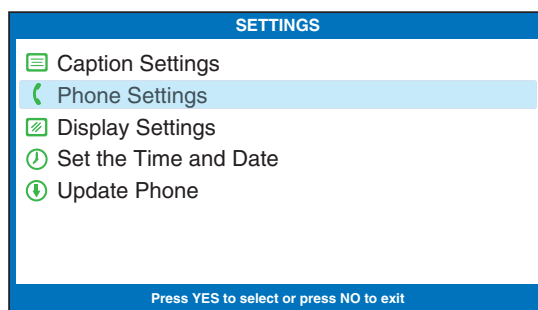 SETTINGS
Caption Settings
Phone Settings
Display Settings
Set the Time and Date
Update Phone
Press YES to select or press NO to exit